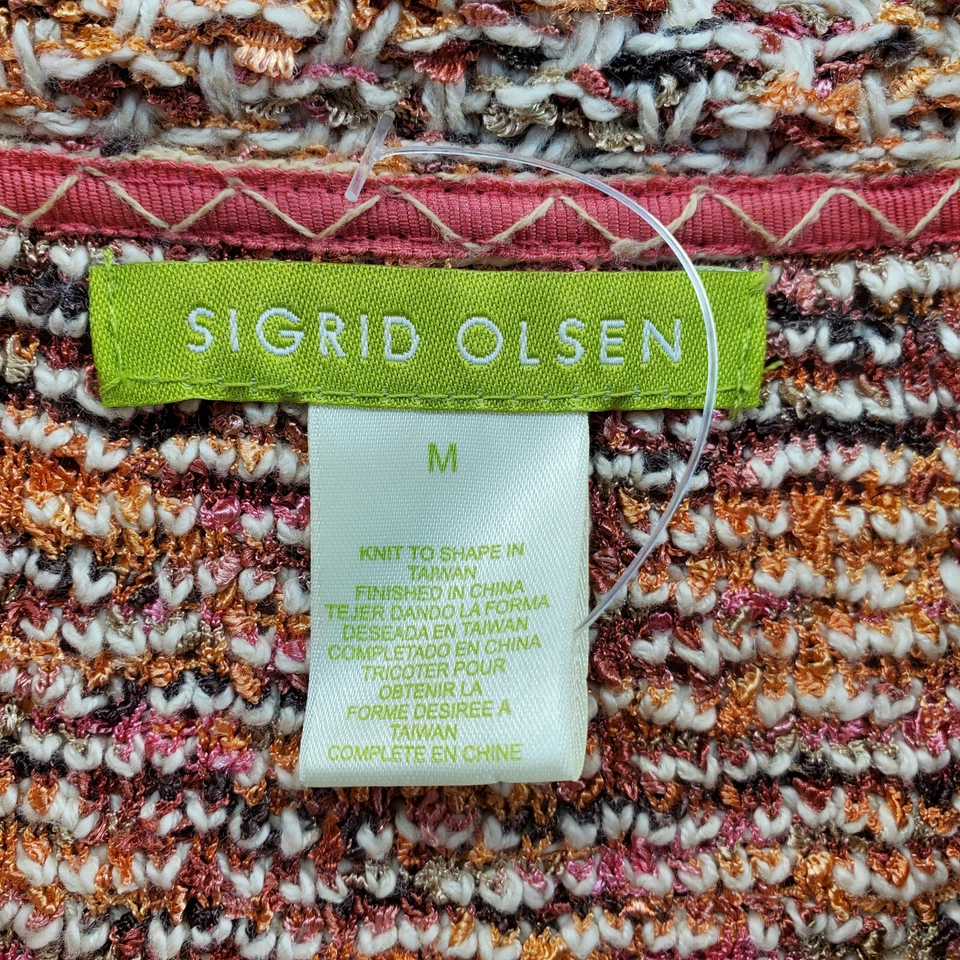 SIGRID OLSEN
M
KNIT TO SHAPE IN
TAIWAN
FINISHED IN CHINA
TEJER DANDO LA FORMA
DESEADA EN TAIWAN
COMPLETADO EN CHINA
TRICOTER POUR
OBTENIR LA
FORME DESIREE A
TAIWAN
COMPLETE EN CHINE